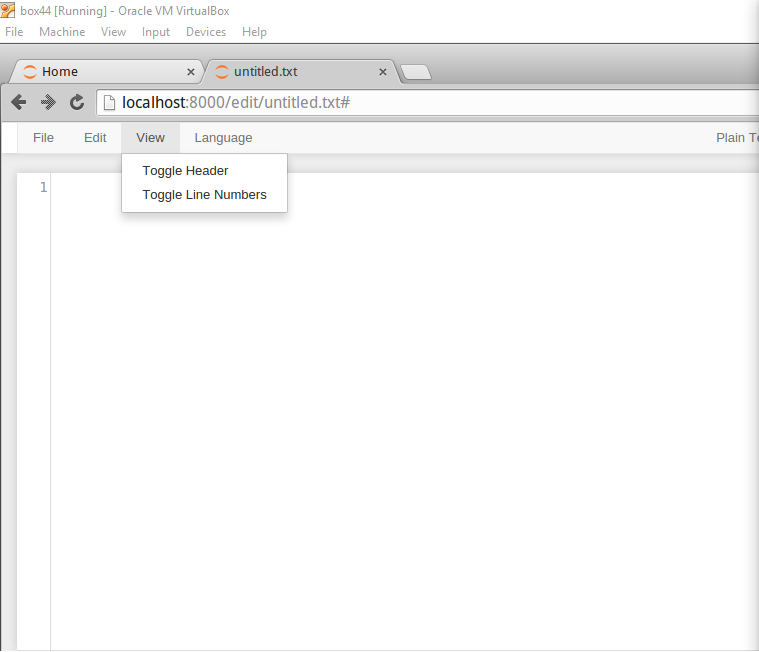 box44 [Running] - Oracle VM VirtualBox
File Machine View Input Devices Help
Home untitled.txt
localhost:8000/edit/untitled.txt#
File Edit View Language Plain Te
Toggle Header
1
Toggle Line Numbers